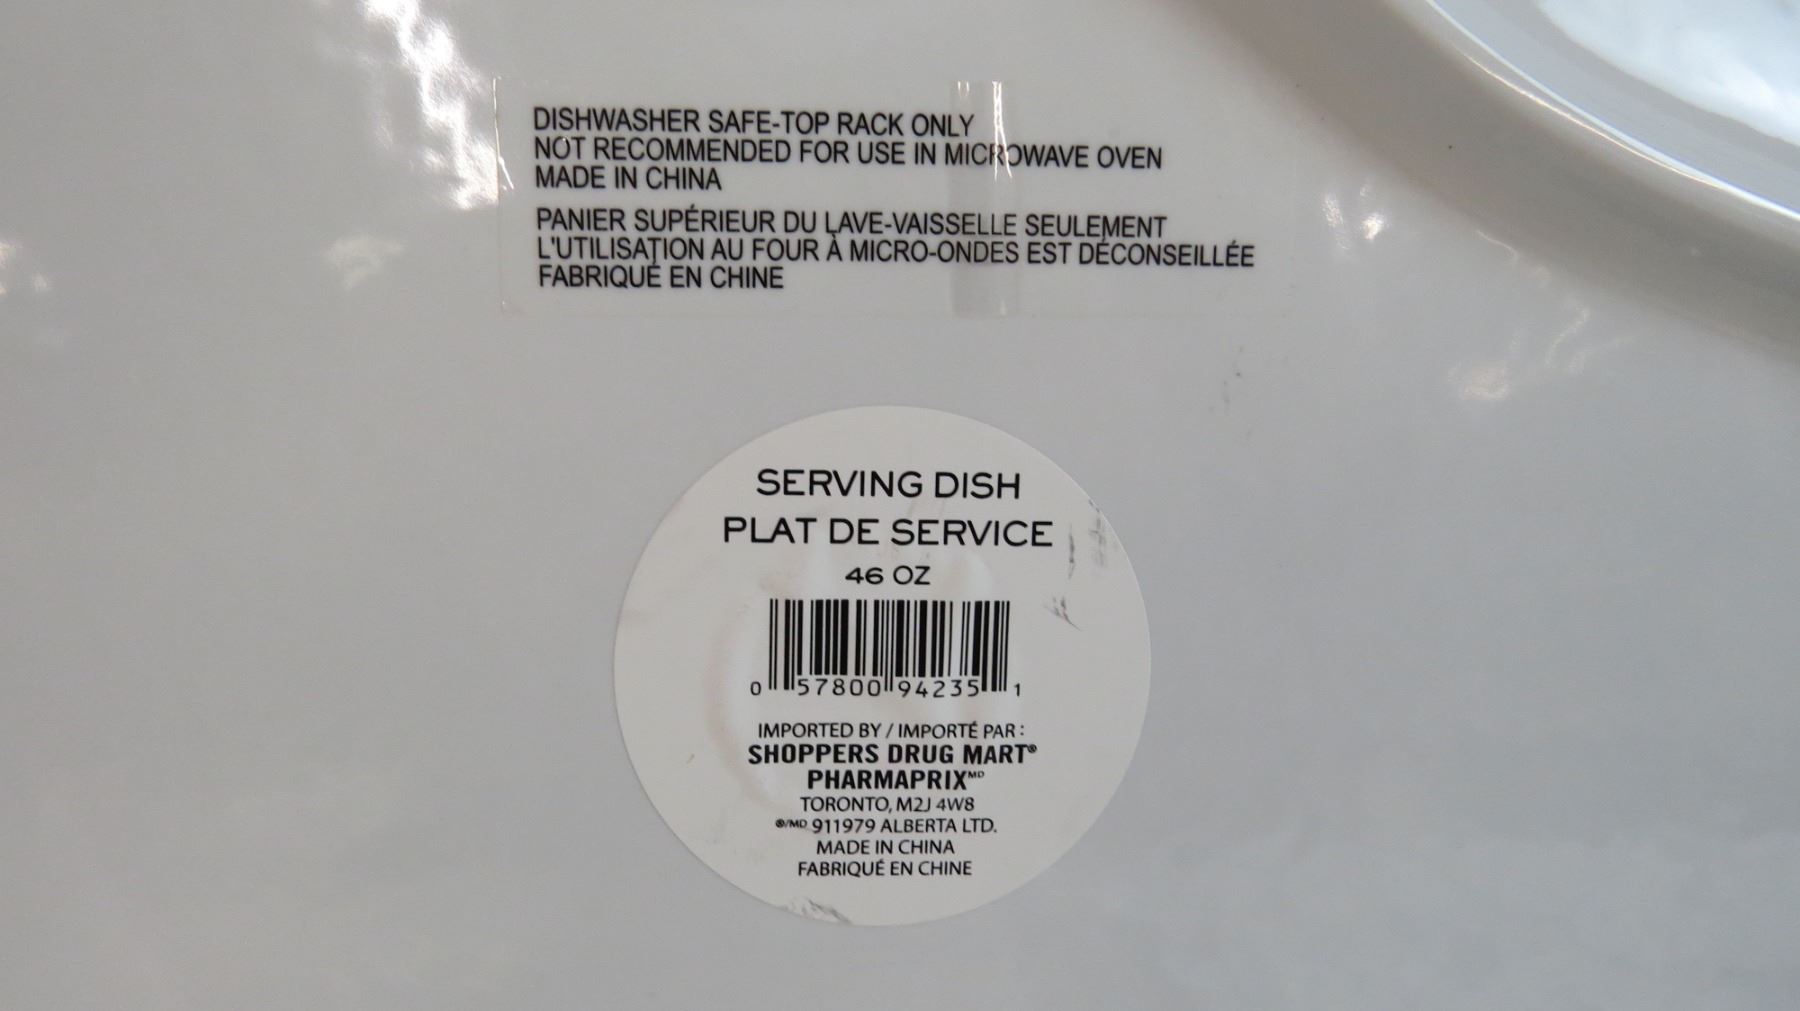 DISHWASHER SAFE-TOP RACK ONLY
NOT RECOMMENDED FOR USE IN MICROWAVE OVEN
MADE IN CHINA
PANIER SUPÉRIEUR DU LAVE-VAISSELLE SEULEMENT
L'UTILISATION AU FOUR À MICRO-ONDES EST DÉCONSEILLÉE
FABRIQUÉ EN CHINE
SERVING DISH
PLAT DE SERVICE
46 OZ
0 57800 94235 1
IMPORTED BY / IMPORTÉ PAR :
SHOPPERS DRUG MART®
PHARMAPRIX MD
TORONTO, M2J 4W8
®/MD 911979 ALBERTA LTD.
MADE IN CHINA
FABRIQUÉ EN CHINE